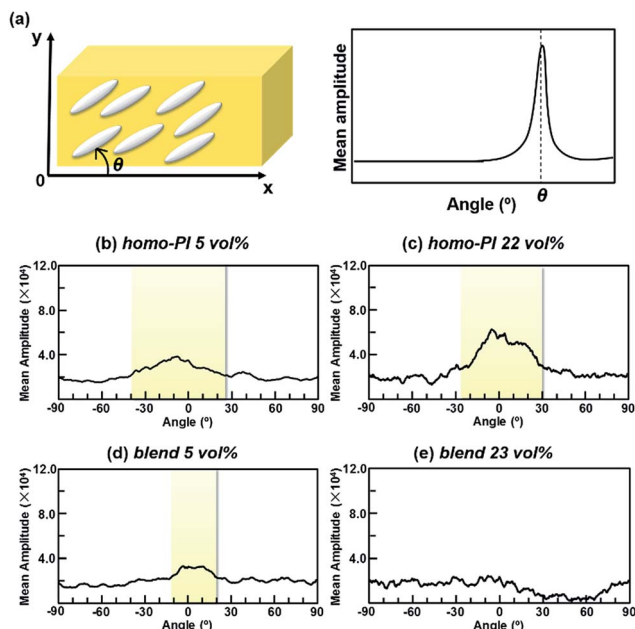 (a)
y
θ
0
x
Mean amplitude
Angle (º)
θ
(b) homo-PI 5 vol%
Mean Amplitude (×10⁴)
12.0
8.0
4.0
-90 -60 -30 0 30 60 90
Angle (º)
(c) homo-PI 22 vol%
Mean Amplitude (×10⁴)
12.0
8.0
4.0
-90 -60 -30 0 30 60 90
Angle (º)
(d) blend 5 vol%
Mean Amplitude (×10⁴)
12.0
8.0
4.0
-90 -60 -30 0 30 60 90
Angle (º)
(e) blend 23 vol%
Mean Amplitude (×10⁴)
12.0
8.0
4.0
-90 -60 -30 0 30 60 90
Angle (º)